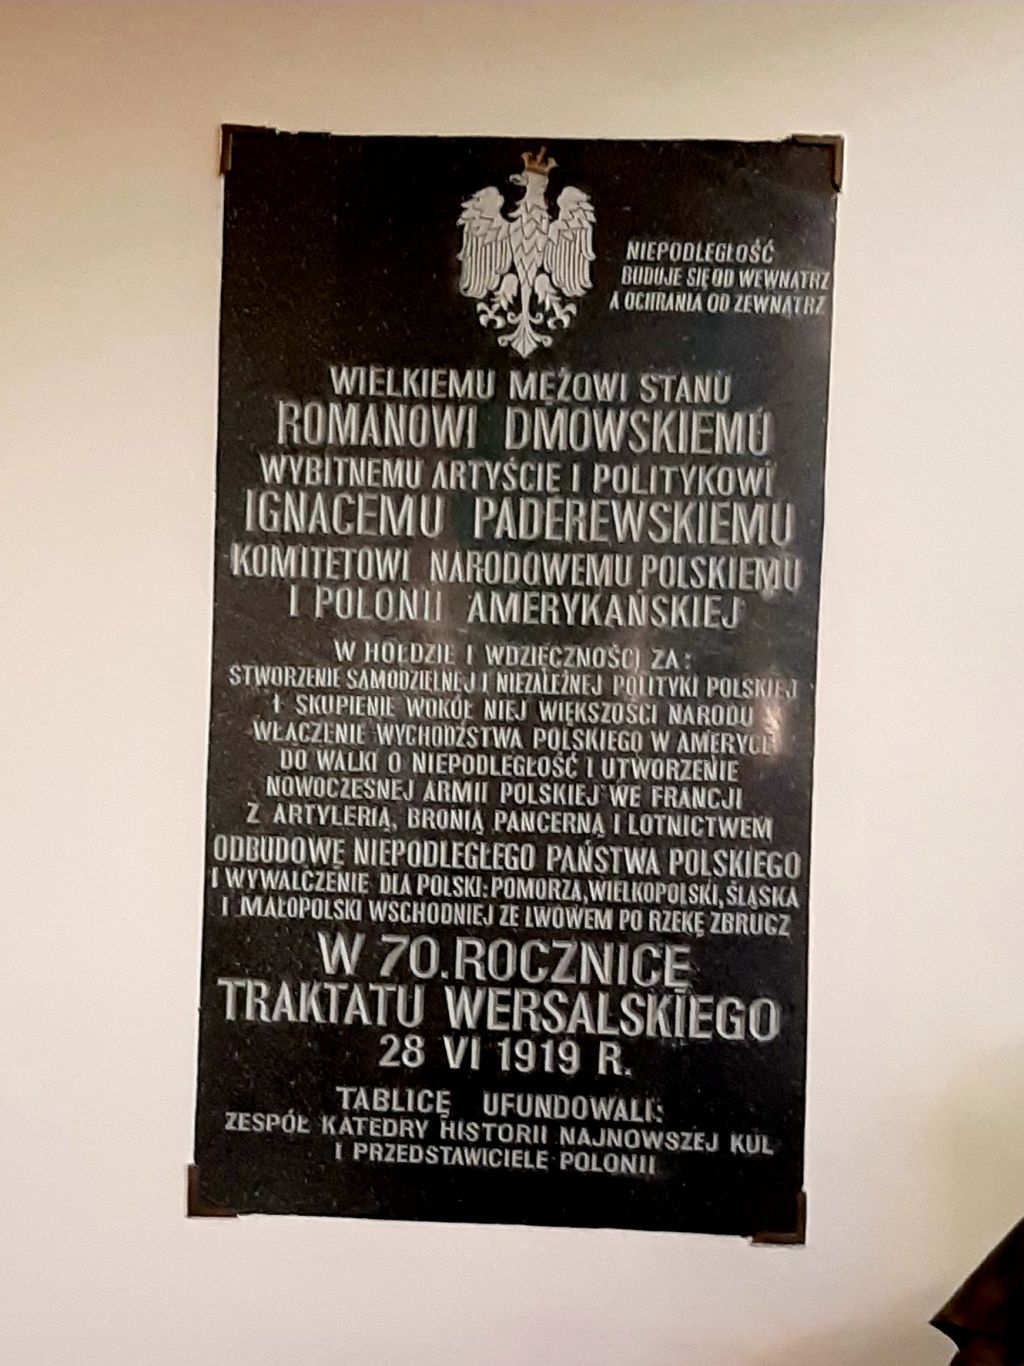 NIEPODLEGŁOŚĆ
BUDUJE SIĘ OD WEWNĄTRZ
A OCHRANIA OD ZEWNĄTRZ
WIELKIEMU MĘŻOWI STANU
ROMANOWI DMOWSKIEMU
WYBITNEMU ARTYŚCIE I POLITYKOWI
IGNACEMU PADEREWSKIEMU
KOMITETOWI NARODOWEMU POLSKIEMU
I POLONII AMERYKAŃSKIEJ
W HOŁDZIE I WDZIĘCZNOŚCI ZA:
STWORZENIE SAMODZIELNEJ I NIEZALEŻNEJ POLITYKI POLSKIEJ
I SKUPIENIE WOKÓŁ NIEJ WIĘKSZOŚCI NARODU
WŁĄCZENIE WYCHODŹSTWA POLSKIEGO W AMERYCE
DO WALKI O NIEPODLEGŁOŚĆ I UTWORZENIE
NOWOCZESNEJ ARMII POLSKIEJ WE FRANCJI
Z ARTYLERIĄ, BRONIĄ PANCERNĄ I LOTNICTWEM
ODBUDOWĘ NIEPODLEGŁEGO PAŃSTWA POLSKIEGO
I WYWALCZENIE DLA POLSKI: POMORZA, WIELKOPOLSKI, ŚLĄSKA
I MAŁOPOLSKI WSCHODNIEJ ZE LWOWEM PO RZEKĘ ZBRUCZ
W 70. ROCZNICĘ
TRAKTATU WERSALSKIEGO
28 VI 1919 R.
TABLICĘ UFUNDOWALI:
ZESPÓŁ KATEDRY HISTORII NAJNOWSZEJ KUL
I PRZEDSTAWICIELE POLONII